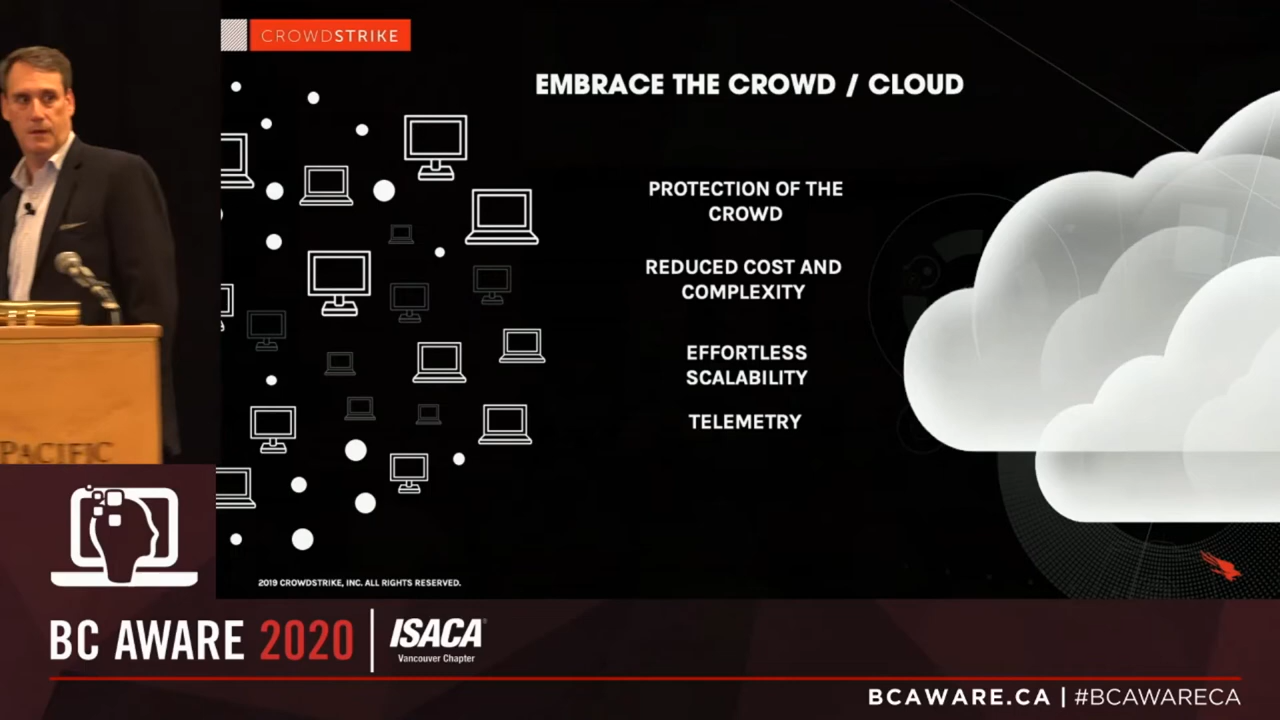 CROWDSTRIKE
EMBRACE THE CROWD / CLOUD
PROTECTION OF THE
CROWD
REDUCED COST AND
COMPLEXITY
EFFORTLESS
SCALABILITY
TELEMETRY
2019 CROWDSTRIKE, INC. ALL RIGHTS RESERVED.
PACIFIC
BC AWARE 2020
ISACA
Vancouver Chapter
BCAWARE.CA | #BCAWARECA